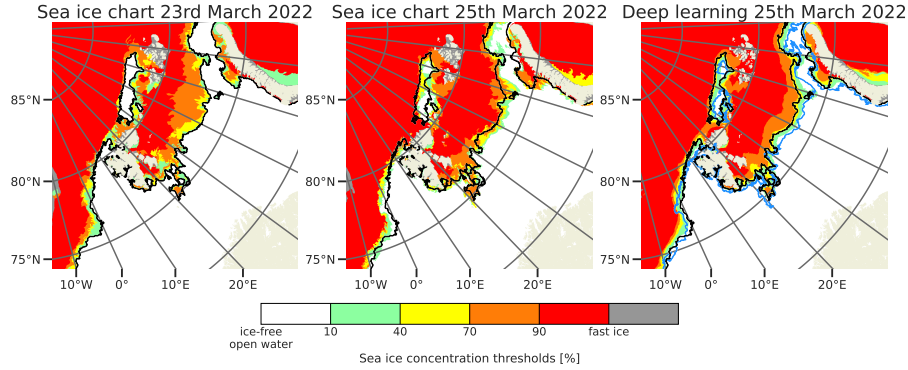 Sea ice chart 23rd March 2022
Sea ice chart 25th March 2022
Deep learning 25th March 2022
85°N
80°N
75°N
85°N
80°N
75°N
85°N
80°N
75°N
10°W 0° 10°E 20°E
10°W 0° 10°E 20°E
10°W 0° 10°E 20°E
ice-free
open water
10
40
70
90
fast ice
Sea ice concentration thresholds [%]